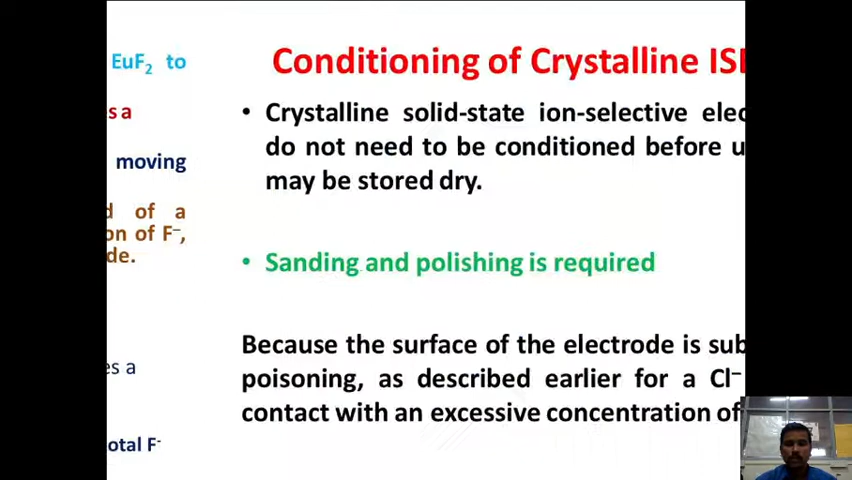 EuF₂ to
s a
moving
d of a
on of F⁻,
de.
es a
otal F⁻
Conditioning of Crystalline IS
• Crystalline solid-state ion-selective elec
do not need to be conditioned before u
may be stored dry.
• Sanding and polishing is required
Because the surface of the electrode is sub
poisoning, as described earlier for a Cl⁻
contact with an excessive concentration of